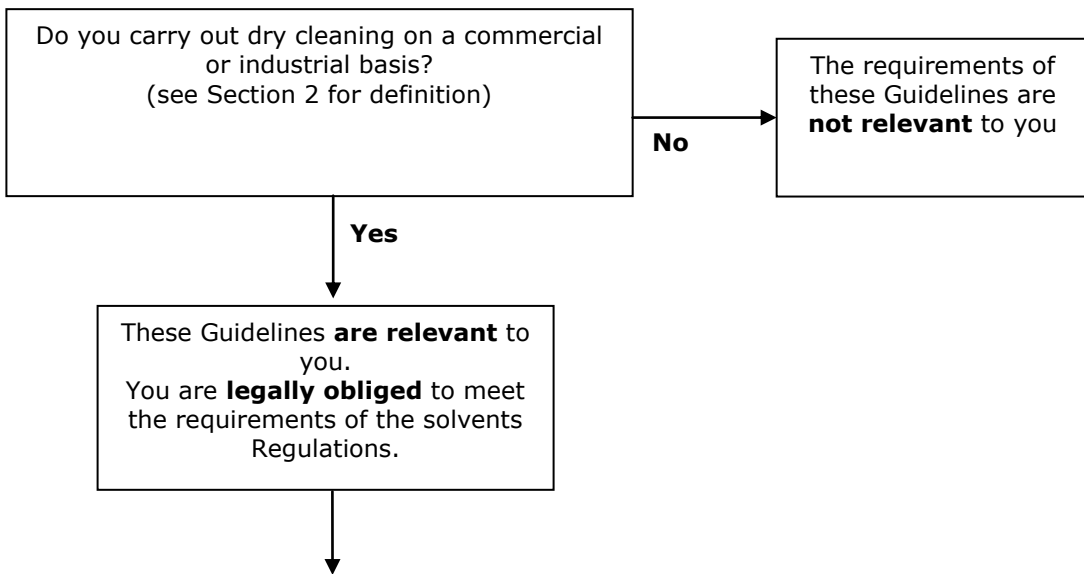 Do you carry out dry cleaning on a commercial
or industrial basis?
(see Section 2 for definition)
The requirements of
these Guidelines are
not relevant to you
No
Yes
These Guidelines are relevant to
you.
You are legally obliged to meet
the requirements of the solvents
Regulations.